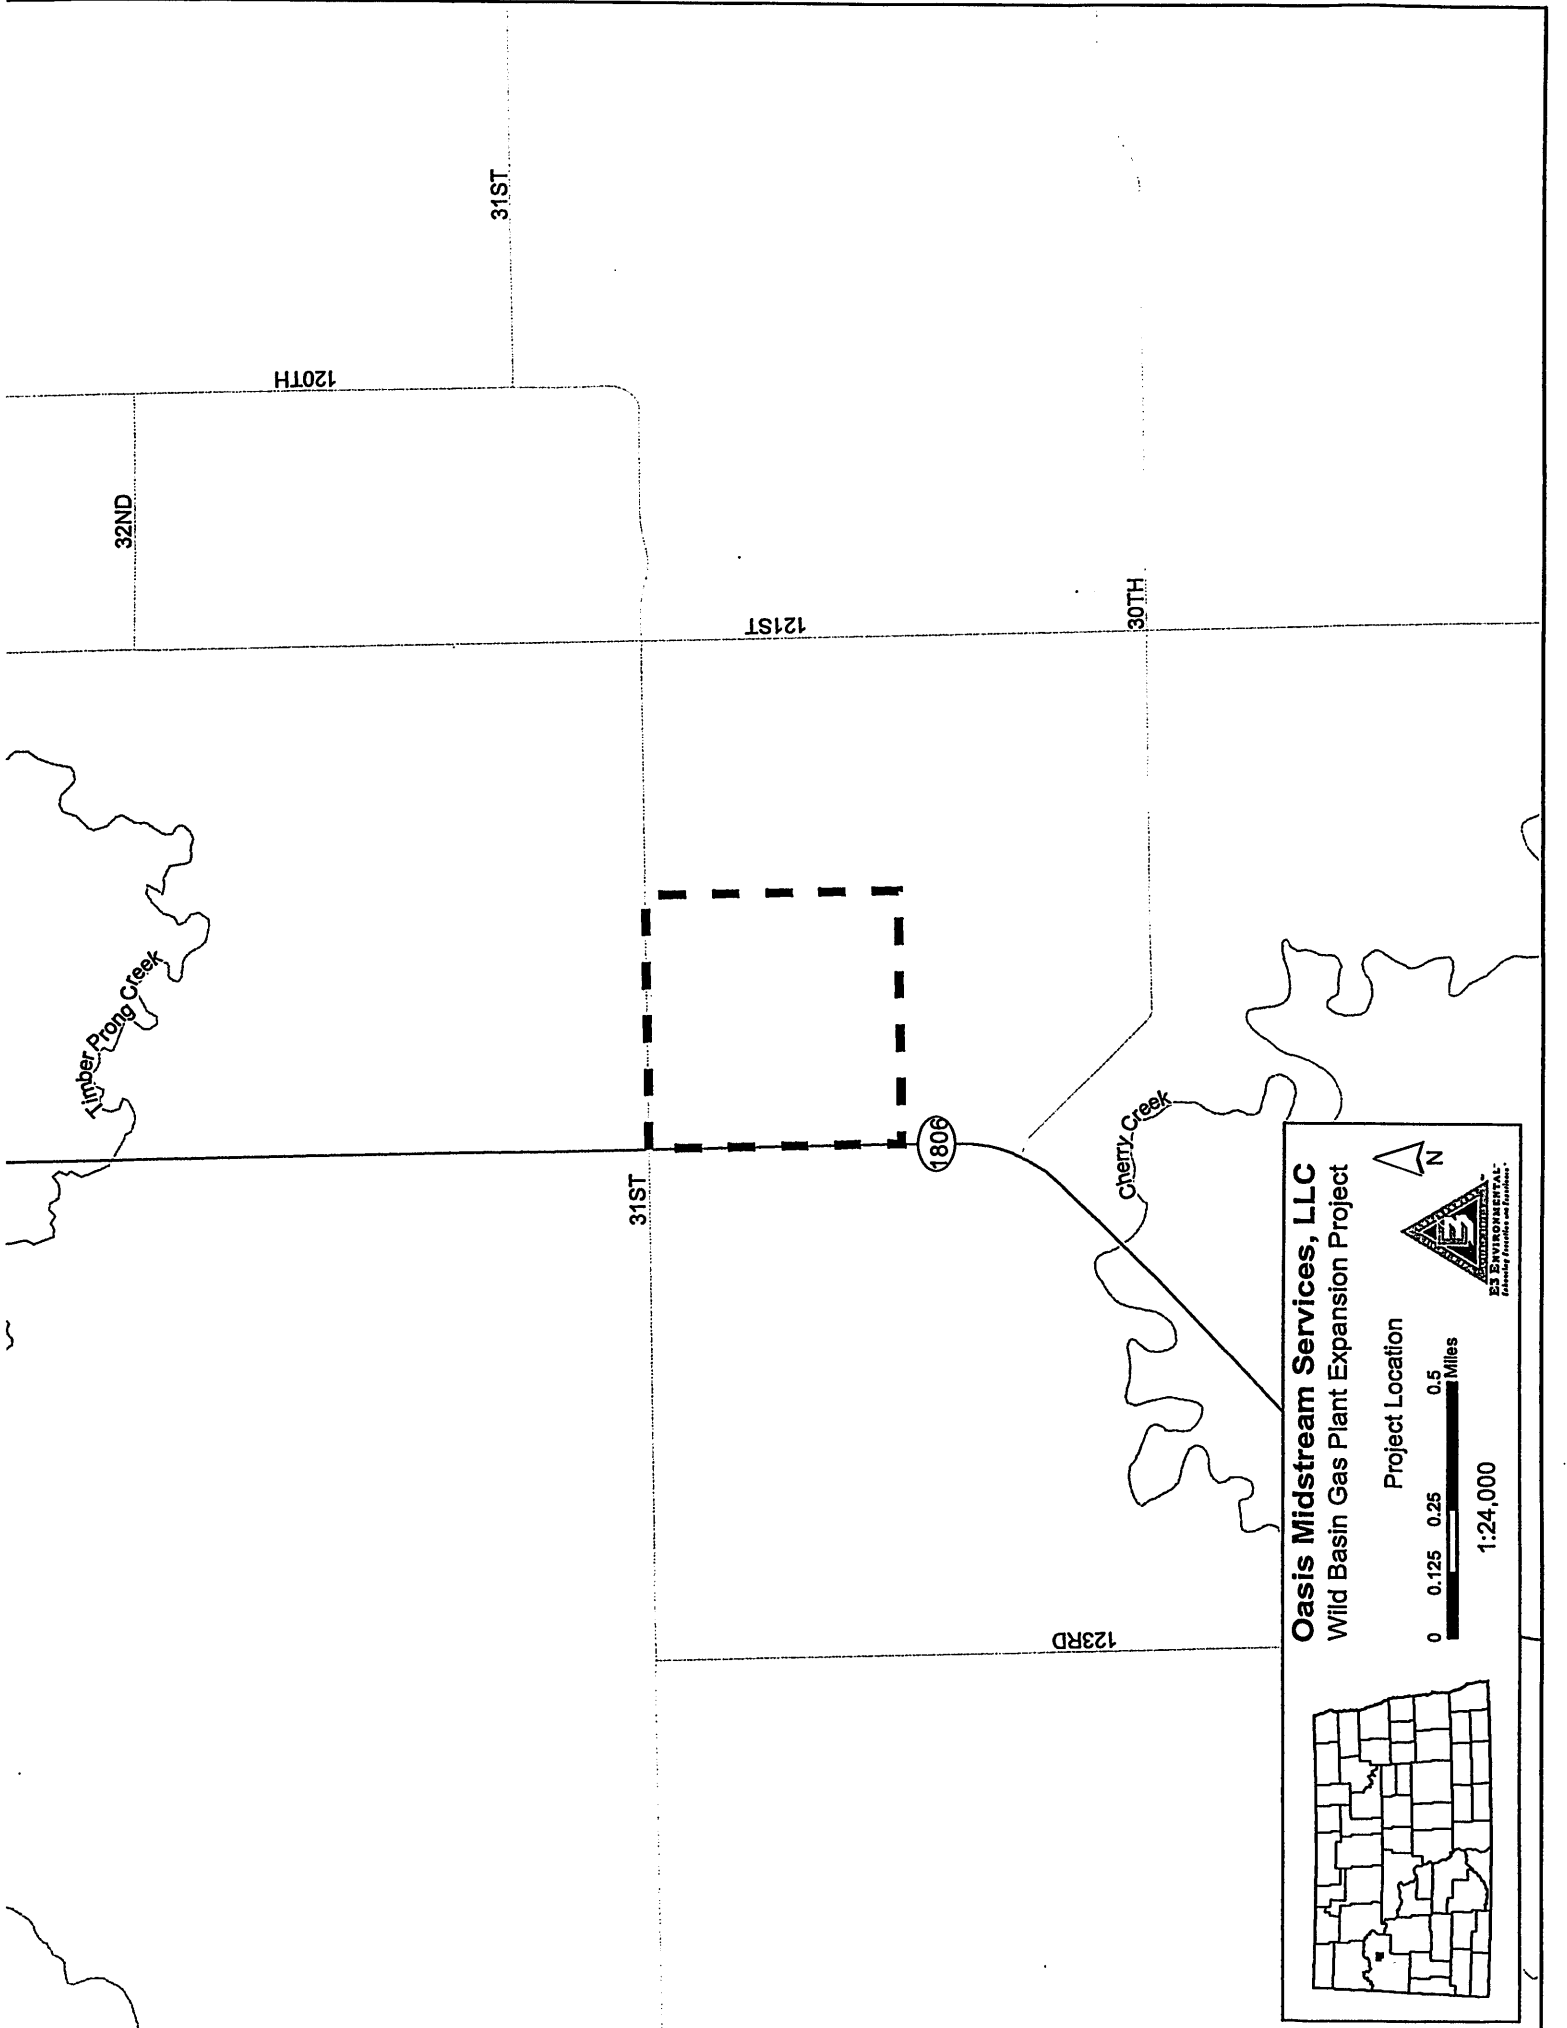 32ND
120TH
31ST
Timber Prong Creek
31ST
121ST
1806
30TH
123RD
Cherry Creek
Oasis Midstream Services, LLC
Wild Basin Gas Plant Expansion Project
Project Location
0 0.125 0.25 0.5
Miles
1:24,000
N
E3
E3 ENVIRONMENTAL